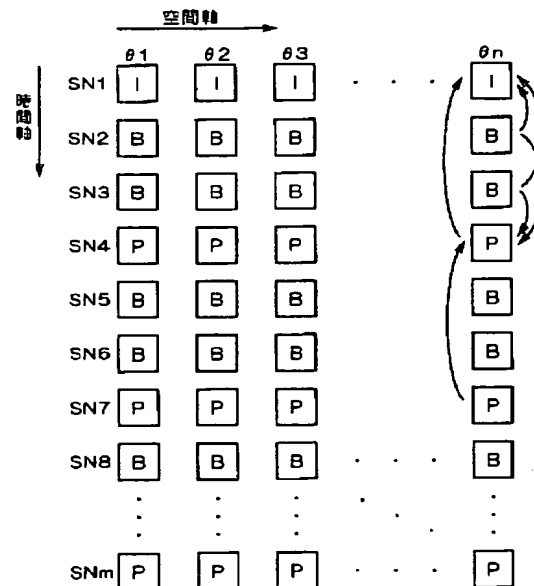 空間軸
時間軸
θ1 θ2 θ3 · · · θn
SN1 I I I · · · I
SN2 B B B B
SN3 B B B B
SN4 P P P P
SN5 B B B B
SN6 B B B B
SN7 P P P P
SN8 B B B · · · B
SNm P P P · · · P